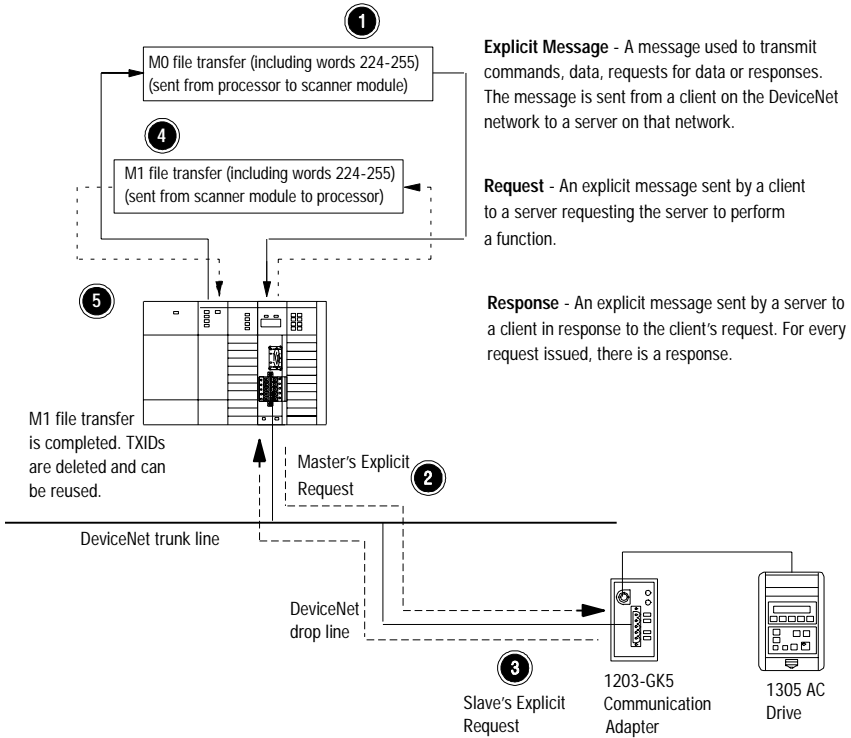 1
M0 file transfer (including words 224-255)
(sent from processor to scanner module)
Explicit Message - A message used to transmit
commands, data, requests for data or responses.
The message is sent from a client on the DeviceNet
network to a server on that network.
4
M1 file transfer (including words 224-255)
(sent from scanner module to processor)
Request - An explicit message sent by a client
to a server requesting the server to perform
a function.
5
Response - An explicit message sent by a server to
a client in response to the client's request. For every
request issued, there is a response.
M1 file transfer
is completed. TXIDs
are deleted and can
be reused.
Master's Explicit
Request
2
DeviceNet trunk line
DeviceNet
drop line
3
Slave's Explicit
Request
1203-GK5
Communication
Adapter
1305 AC
Drive